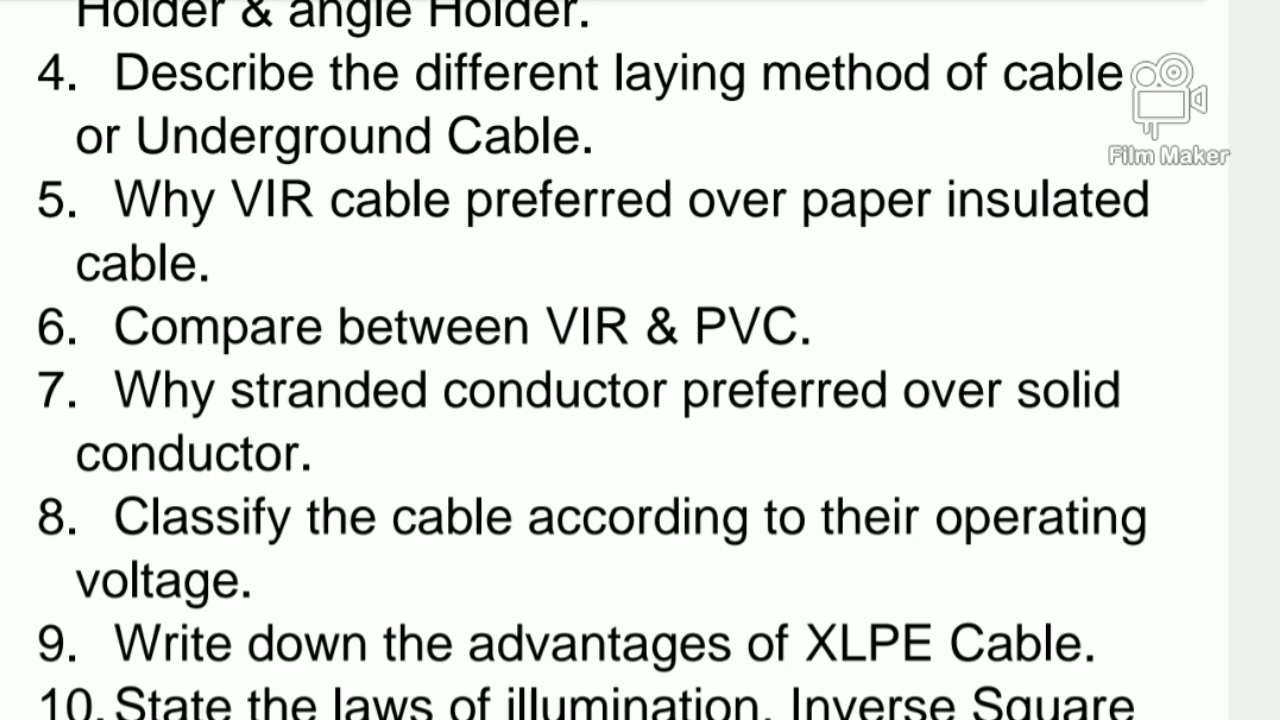 Holder & angle Holder.
4. Describe the different laying method of cable
or Underground Cable.
Film Maker
5. Why VIR cable preferred over paper insulated
cable.
6. Compare between VIR & PVC.
7. Why stranded conductor preferred over solid
conductor.
8. Classify the cable according to their operating
voltage.
9. Write down the advantages of XLPE Cable.
10. State the laws of illumination. Inverse Square